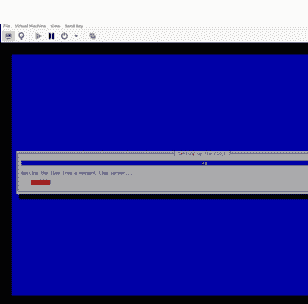 File Virtual Machine View Send Key
Setting up the clock
Getting the time from a network time server...